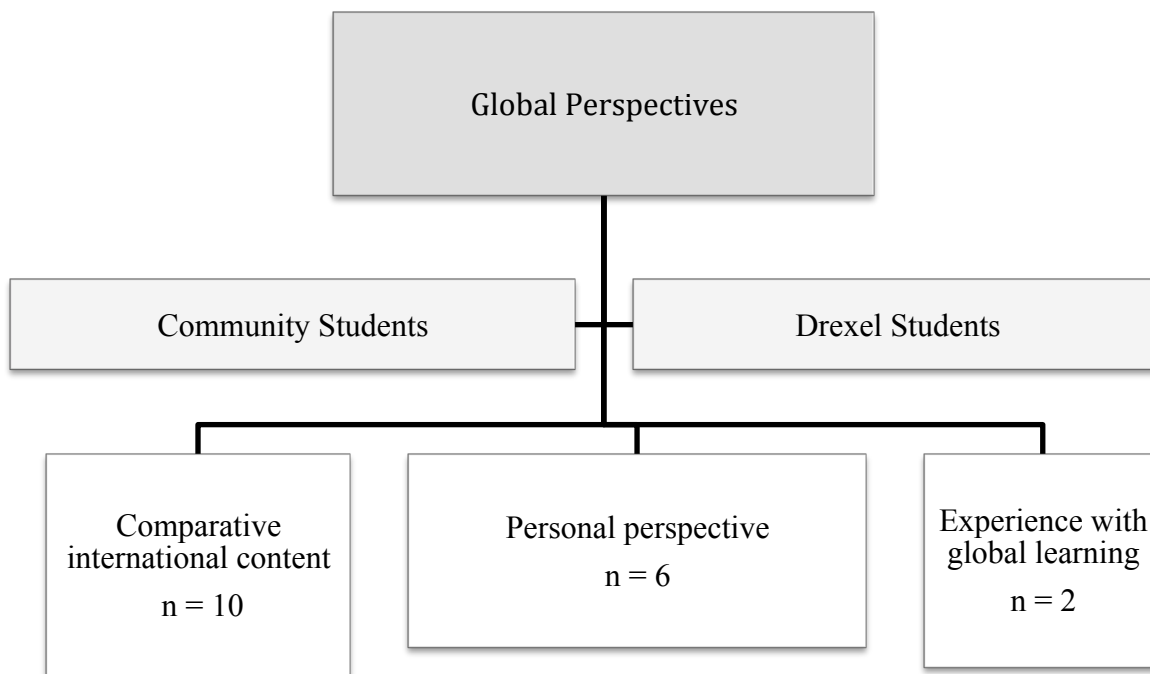 Global Perspectives
Community Students
Drexel Students
Comparative
international content
n = 10
Personal perspective
n = 6
Experience with
global learning
n = 2